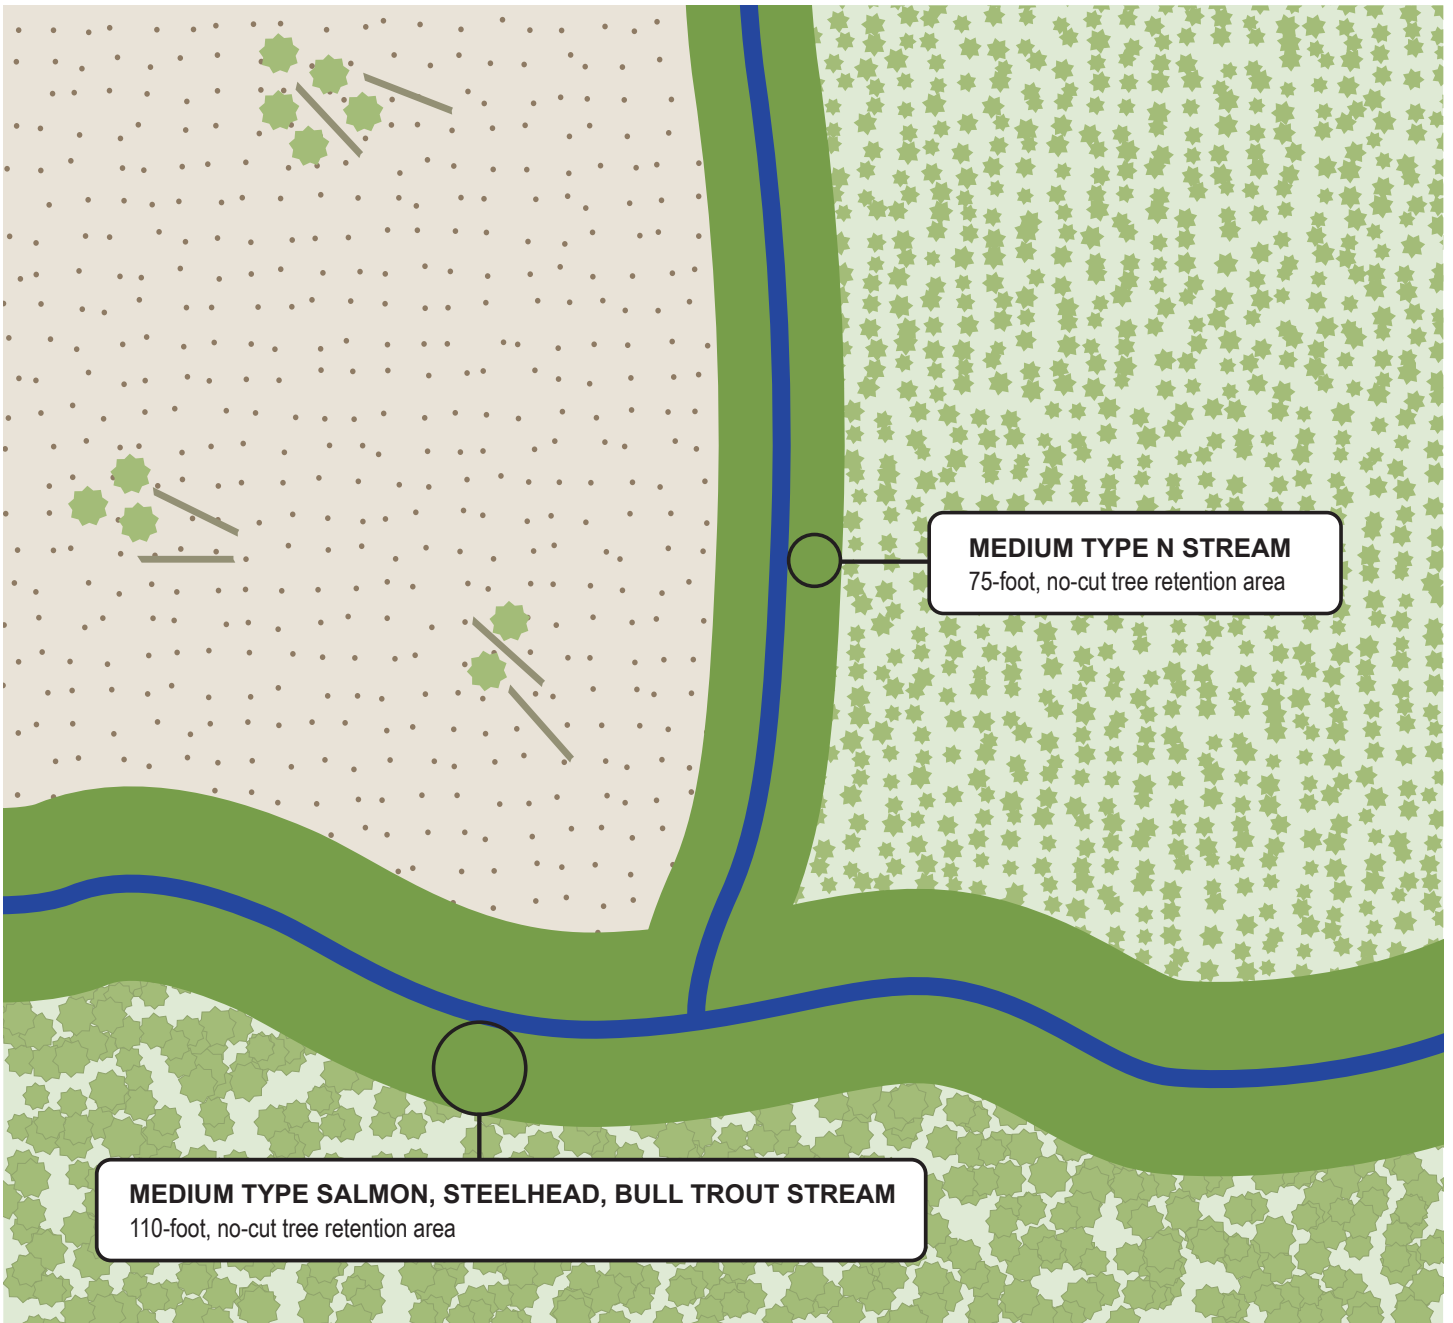 MEDIUM TYPE N STREAM
75-foot, no-cut tree retention area
MEDIUM TYPE SALMON, STEELHEAD, BULL TROUT STREAM
110-foot, no-cut tree retention area